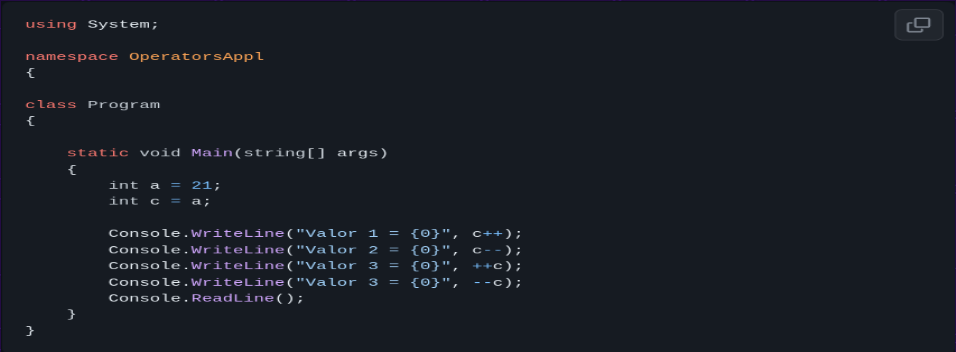 using System;

namespace OperatorsAppl
{

class Program
{

    static void Main(string[] args)
    {
        int a = 21;
        int c = a;

        Console.WriteLine("Valor 1 = {0}", c++);
        Console.WriteLine("Valor 2 = {0}", c--);
        Console.WriteLine("Valor 3 = {0}", ++c);
        Console.WriteLine("Valor 3 = {0}", --c);
        Console.ReadLine();
    }
}